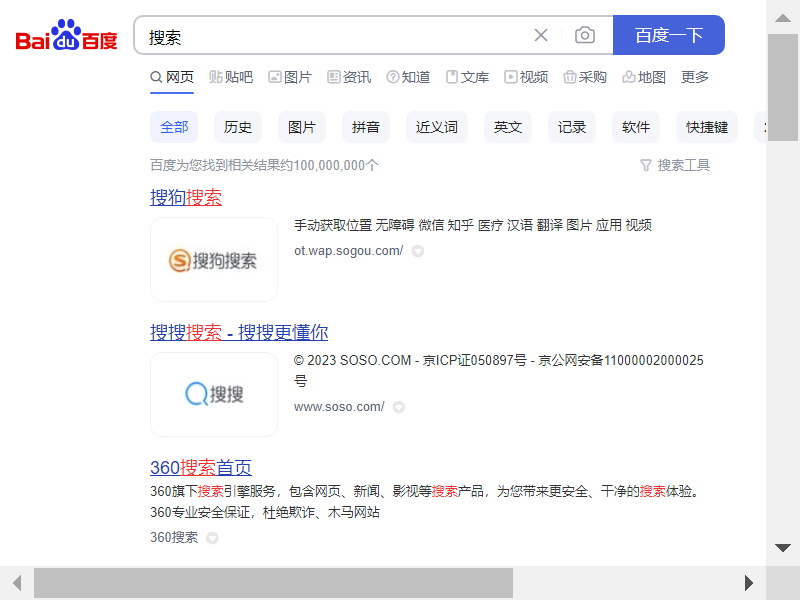 Bai du 百度
搜索
百度一下
网页 贴吧 图片 资讯 知道 文库 视频 采购 地图 更多
全部 历史 图片 拼音 近义词 英文 记录 软件 快捷键
百度为您找到相关结果约100,000,000个
搜索工具
搜狗搜索
搜狗搜索
手动获取位置 无障碍 微信 知乎 医疗 汉语 翻译 图片 应用 视频
ot.wap.sogou.com/
搜搜搜索 - 搜搜更懂你
搜搜
© 2023 SOSO.COM - 京ICP证050897号 - 京公网安备11000002000025
号
www.soso.com/
360搜索首页
360旗下搜索引擎服务，包含网页、新闻、影视等搜索产品，为您带来更安全、干净的搜索体验。
360专业安全保证，杜绝欺诈、木马网站
360搜索